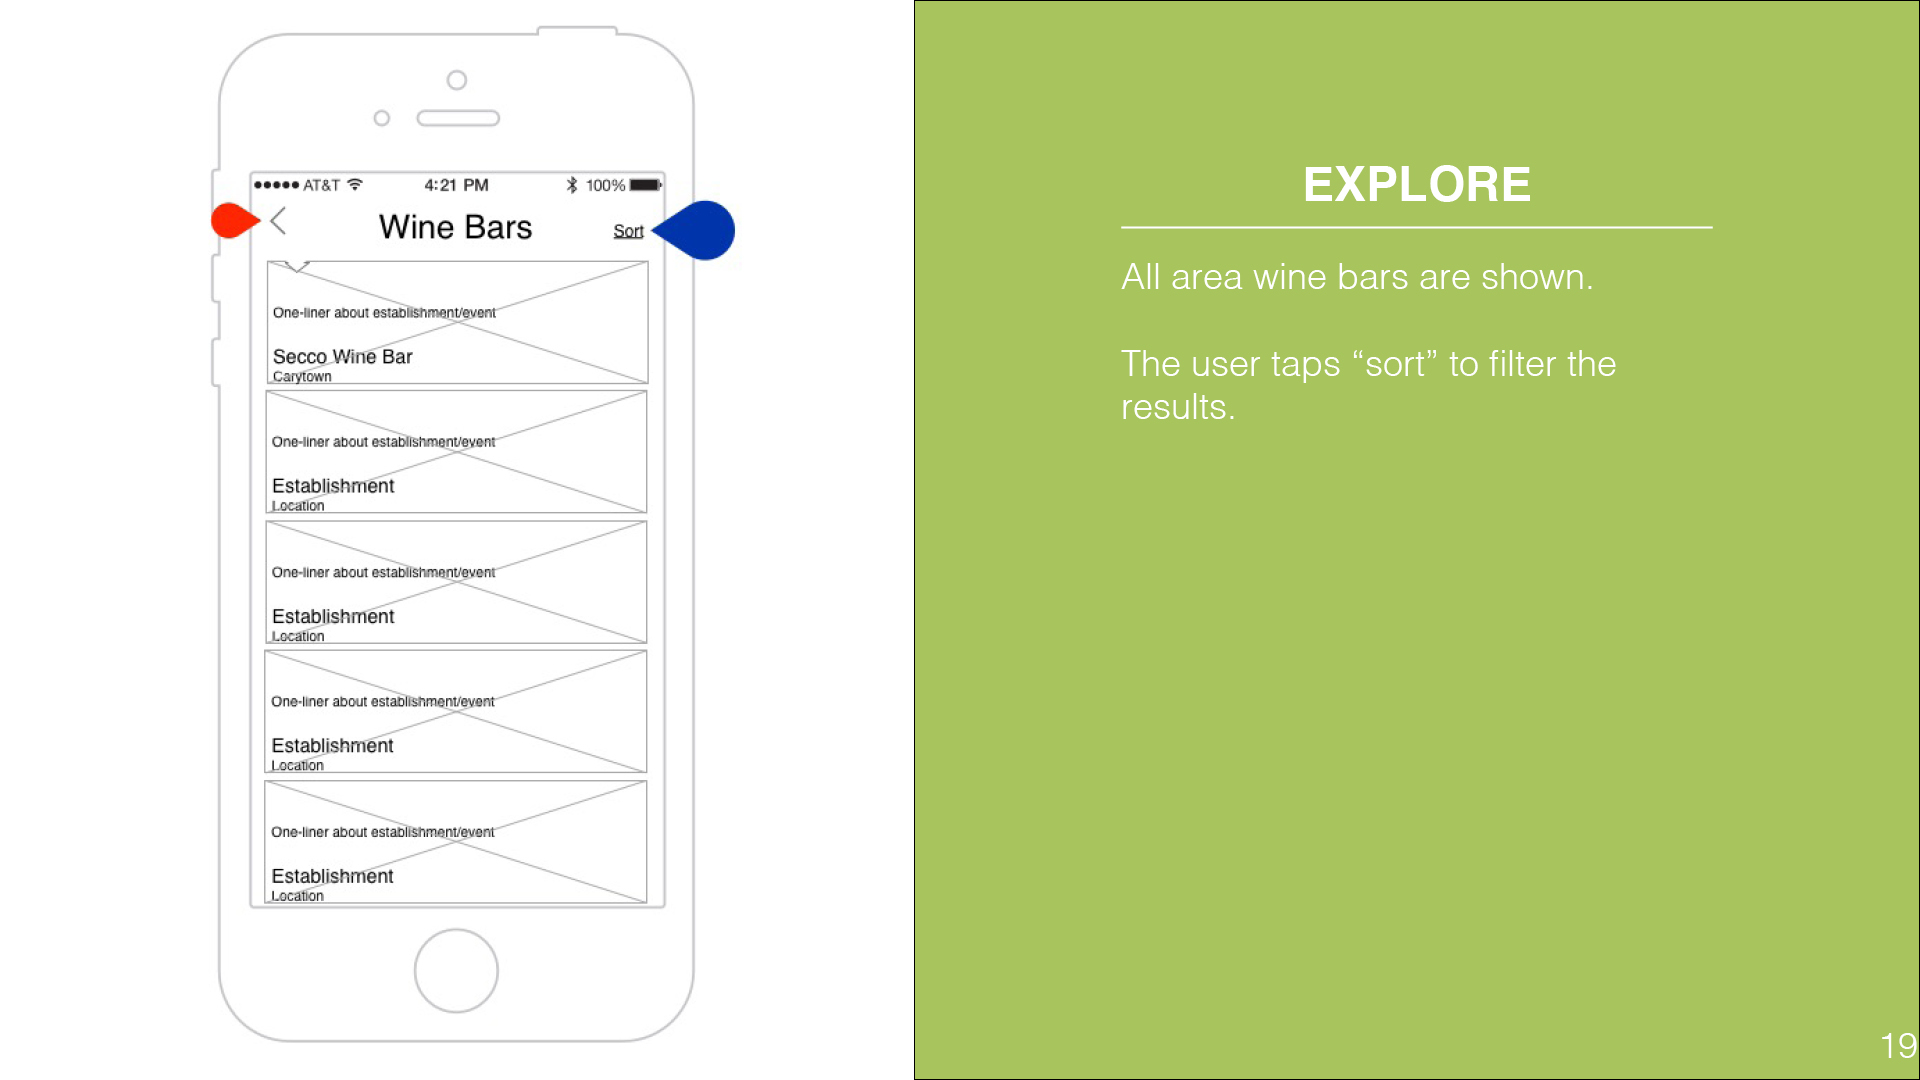 AT&T 4:21 PM 100%
Wine Bars Sort
One-liner about establishment/event
Secco Wine Bar
Carytown
One-liner about establishment/event
Establishment
Location
One-liner about establishment/event
Establishment
Location
One-liner about establishment/event
Establishment
Location
One-liner about establishment/event
Establishment
Location
EXPLORE
All area wine bars are shown.
The user taps “sort” to filter the
results.
19